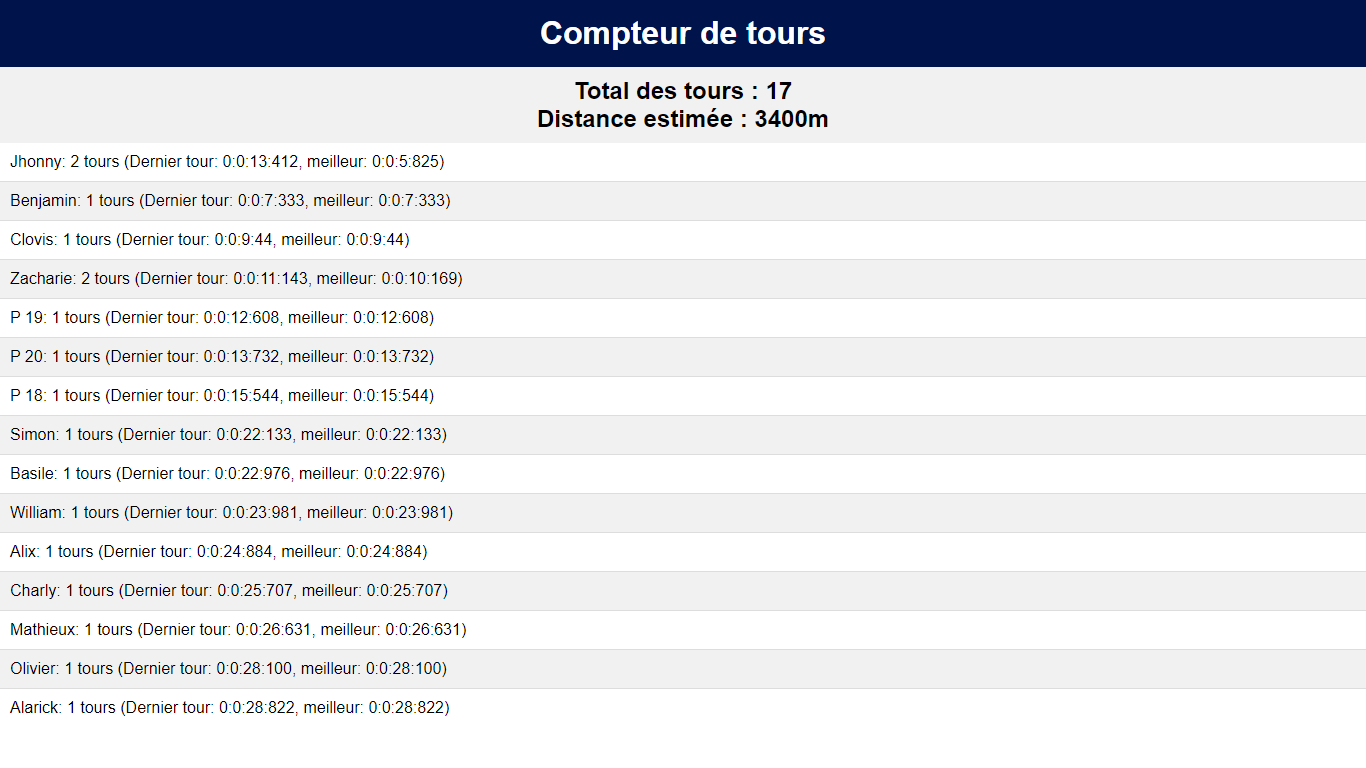 Compteur de tours
Total des tours : 17
Distance estimée : 3400m
Jhonny: 2 tours (Dernier tour: 0:0:13:412, meilleur: 0:0:5:825)
Benjamin: 1 tours (Dernier tour: 0:0:7:333, meilleur: 0:0:7:333)
Clovis: 1 tours (Dernier tour: 0:0:9:44, meilleur: 0:0:9:44)
Zacharie: 2 tours (Dernier tour: 0:0:11:143, meilleur: 0:0:10:169)
P 19: 1 tours (Dernier tour: 0:0:12:608, meilleur: 0:0:12:608)
P 20: 1 tours (Dernier tour: 0:0:13:732, meilleur: 0:0:13:732)
P 18: 1 tours (Dernier tour: 0:0:15:544, meilleur: 0:0:15:544)
Simon: 1 tours (Dernier tour: 0:0:22:133, meilleur: 0:0:22:133)
Basile: 1 tours (Dernier tour: 0:0:22:976, meilleur: 0:0:22:976)
William: 1 tours (Dernier tour: 0:0:23:981, meilleur: 0:0:23:981)
Alix: 1 tours (Dernier tour: 0:0:24:884, meilleur: 0:0:24:884)
Charly: 1 tours (Dernier tour: 0:0:25:707, meilleur: 0:0:25:707)
Mathieux: 1 tours (Dernier tour: 0:0:26:631, meilleur: 0:0:26:631)
Olivier: 1 tours (Dernier tour: 0:0:28:100, meilleur: 0:0:28:100)
Alarick: 1 tours (Dernier tour: 0:0:28:822, meilleur: 0:0:28:822)